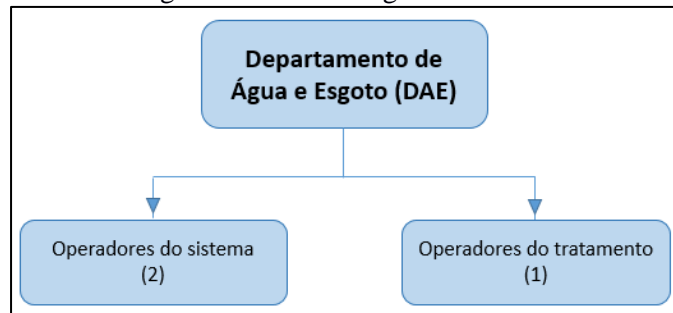 Departamento de
Água e Esgoto (DAE)
Operadores do sistema
(2)
Operadores do tratamento
(1)